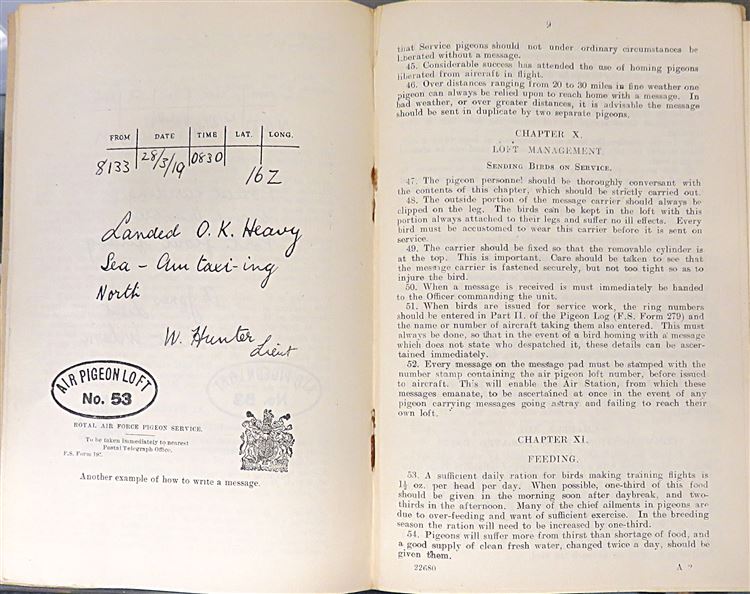 FROM DATE TIME LAT. LONG.
8133 28/3/19 0830 16Z
Landed O.K. Heavy
Sea – Am taxi-ing
North
W. Hunter
Lieut
AIR PIGEON LOFT
No. 53
ROYAL AIR FORCE PIGEON SERVICE.
To be taken immediately to nearest
Postal Telegraph Office.
F.S. Form
Another example of how to write a message.
9
that Service pigeons should not under ordinary circumstances be
liberated without a message.
45. Considerable success has attended the use of homing pigeons
liberated from aircraft in flight.
46. Over distances ranging from 20 to 30 miles in fine weather one
pigeon can always be relied upon to reach home with a message. In
bad weather, or over greater distances, it is advisable the message
should be sent in duplicate by two separate pigeons.
CHAPTER X.
LOFT MANAGEMENT.
SENDING BIRDS ON SERVICE.
47. The pigeon personnel should be thoroughly conversant with
the contents of this chapter, which should be strictly carried out.
48. The outside portion of the message carrier should always be
clipped on the leg. The birds can be kept in the loft with this
portion always attached to their legs and suffer no ill effects. Every
bird must be accustomed to wear this carrier before it is sent on
service.
49. The carrier should be fixed so that the removable cylinder is
at the top. This is important. Care should be taken to see that
the message carrier is fastened securely, but not too tight so as to
injure the bird.
50. When a message is received is must immediately be handed
to the Officer commanding the unit.
51. When birds are issued for service work, the ring numbers
should be entered in Part II. of the Pigeon Log (F.S. Form 279) and
the name or number of aircraft taking them also entered. This must
always be done, so that in the event of a bird homing with a message
which does not state who despatched it, these details can be ascer-
tained immediately.
52. Every message on the message pad must be stamped with the
number stamp containing the air pigeon loft number, before issued
to aircraft. This will enable the Air Station, from which these
messages emanate, to be ascertained at once in the event of any
pigeon carrying messages going astray and failing to reach their
own loft.
CHAPTER XI.
FEEDING.
53. A sufficient daily ration for birds making training flights is
1½ oz. per head per day. When possible, one-third of this food
should be given in the morning soon after daybreak, and two-
thirds in the afternoon. Many of the chief ailments in pigeons are
due to over-feeding and want of sufficient exercise. In the breeding
season the ration will need to be increased by one-third.
54. Pigeons will suffer more from thirst than shortage of food, and
a good supply of clean fresh water, changed twice a day, should be
given them.
22680 A 2